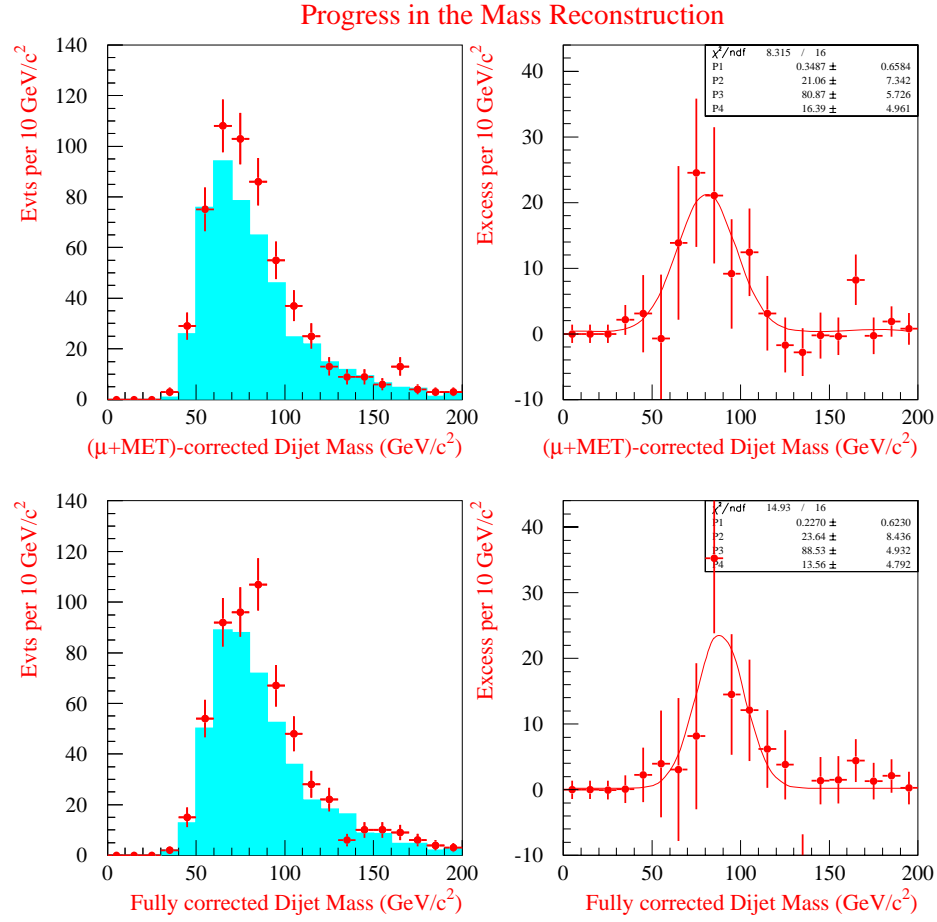 Progress in the Mass Reconstruction
Evts per 10 GeV/c²
140
120
100
80
60
40
20
0
0 50 100 150 200
(μ+MET)-corrected Dijet Mass (GeV/c²)
Excess per 10 GeV/c²
40
30
20
10
0
-10
0 50 100 150 200
(μ+MET)-corrected Dijet Mass (GeV/c²)
χ²/ndf 8.315 / 16
P1 0.3487 ± 0.6584
P2 21.06 ± 7.342
P3 80.87 ± 5.726
P4 16.39 ± 4.961
Evts per 10 GeV/c²
140
120
100
80
60
40
20
0
0 50 100 150 200
Fully corrected Dijet Mass (GeV/c²)
Excess per 10 GeV/c²
40
30
20
10
0
-10
0 50 100 150 200
Fully corrected Dijet Mass (GeV/c²)
χ²/ndf 14.93 / 16
P1 0.2270 ± 0.6230
P2 23.64 ± 8.436
P3 88.53 ± 4.932
P4 13.56 ± 4.792